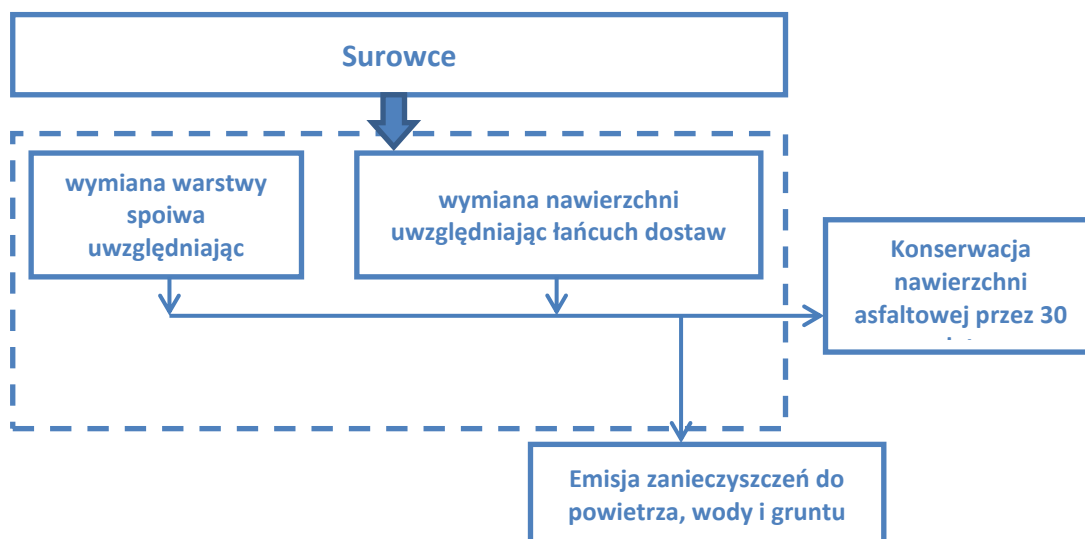 Surowce
wymiana warstwy
spoiwa
uwzględniając
wymiana nawierzchni
uwzględniając łańcuch dostaw
Konserwacja
nawierzchni
asfaltowej przez 30
Emisja zanieczyszczeń do
powietrza, wody i gruntu